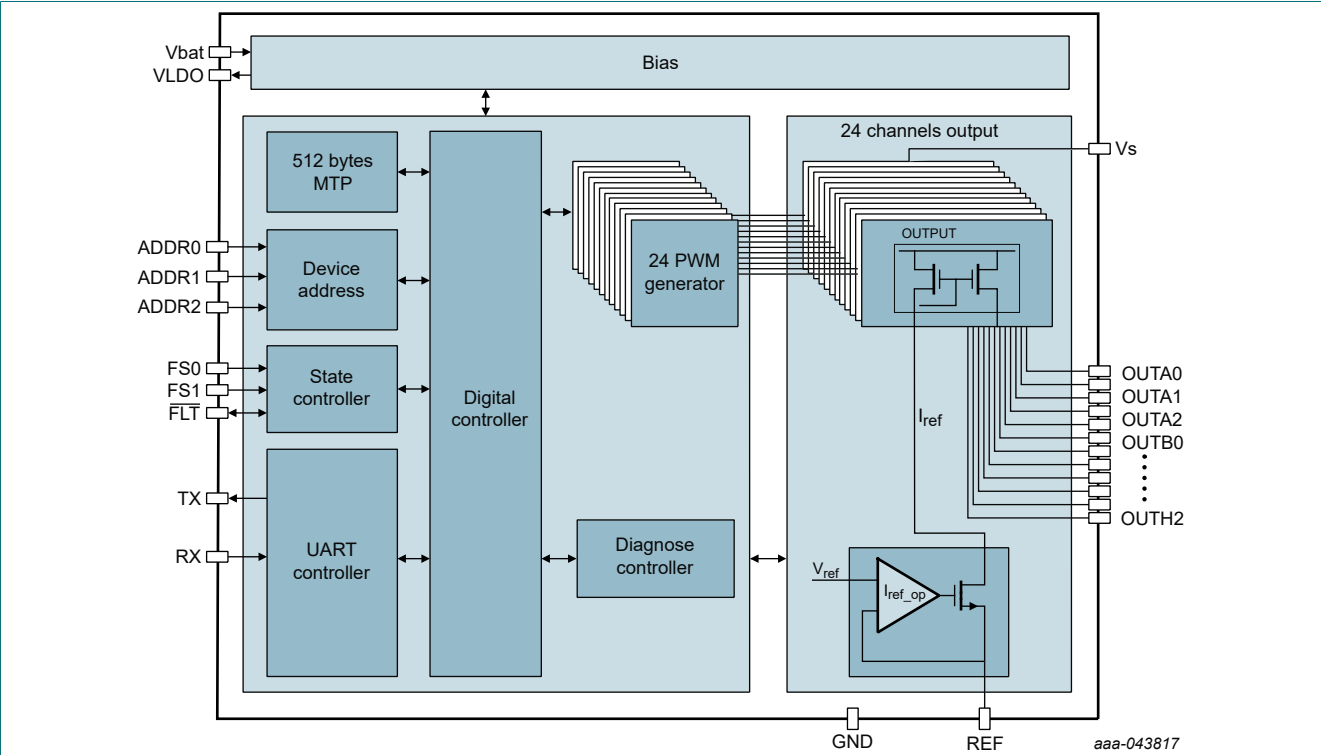 Vbat
VLDO
Bias
24 channels output
Vs
512 bytes
MTP
ADDR0
ADDR1
ADDR2
Device
address
24 PWM
generator
OUTPUT
FS0
FS1
FLT
State
controller
Digital
controller
Iref
OUTA0
OUTA1
OUTA2
OUTB0
OUTH2
TX
RX
UART
controller
Diagnose
controller
Vref
Iref_op
GND
REF
aaa-043817